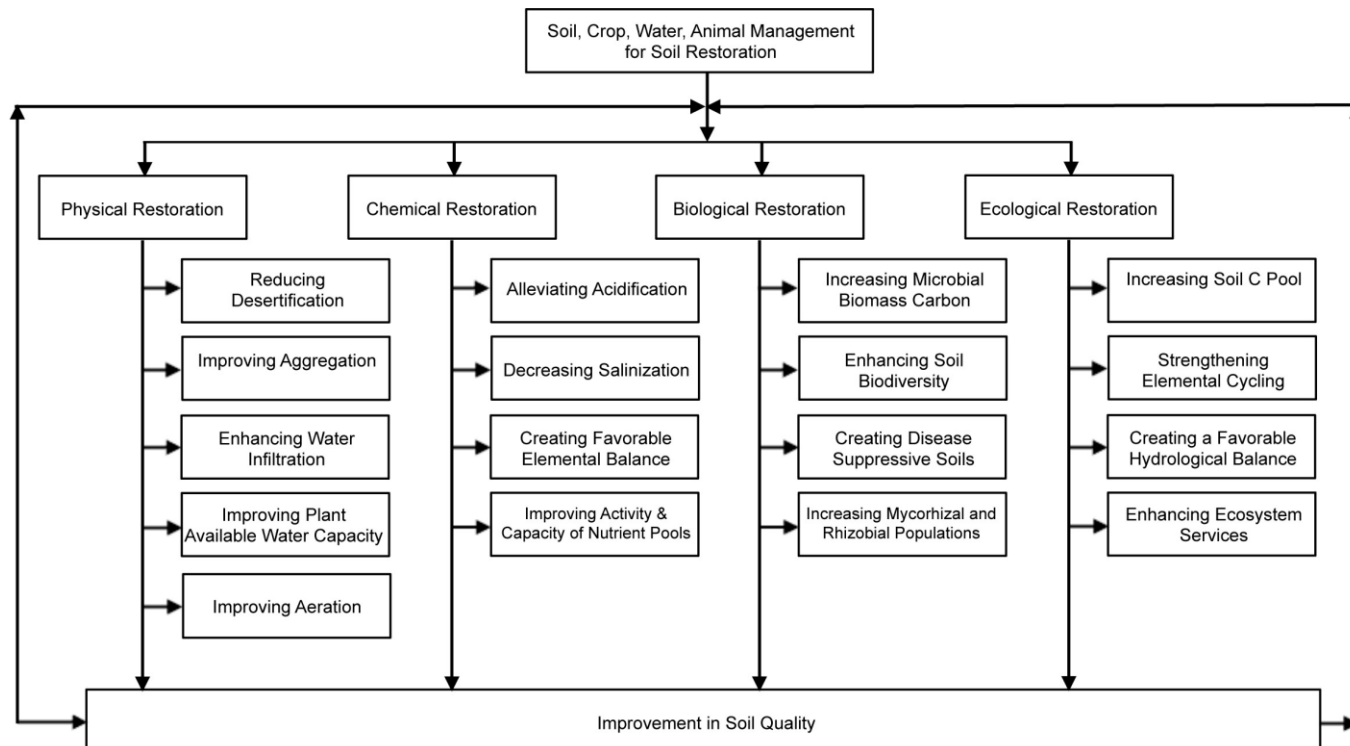 Soil, Crop, Water, Animal Management
for Soil Restoration
Physical Restoration
Chemical Restoration
Biological Restoration
Ecological Restoration
Reducing
Desertification
Improving Aggregation
Enhancing Water
Infiltration
Improving Plant
Available Water Capacity
Improving Aeration
Alleviating Acidification
Decreasing Salinization
Creating Favorable
Elemental Balance
Improving Activity &
Capacity of Nutrient Pools
Increasing Microbial
Biomass Carbon
Enhancing Soil
Biodiversity
Creating Disease
Suppressive Soils
Increasing Mycorhizal and
Rhizobial Populations
Increasing Soil C Pool
Strengthening
Elemental Cycling
Creating a Favorable
Hydrological Balance
Enhancing Ecosystem
Services
Improvement in Soil Quality